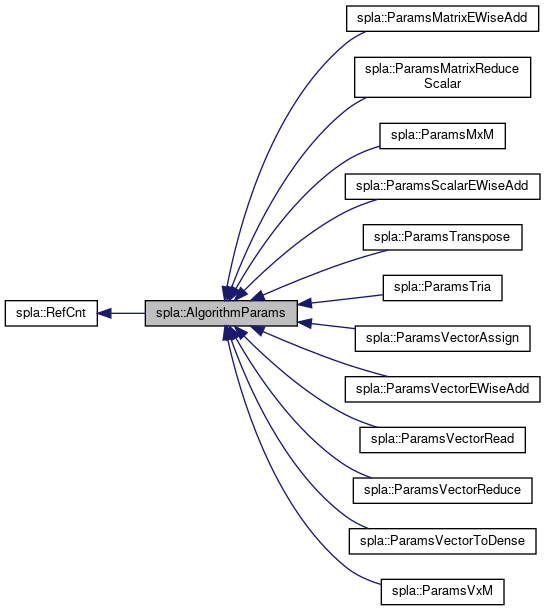 spla::RefCnt
spla::AlgorithmParams
spla::ParamsMatrixEWiseAdd
spla::ParamsMatrixReduce
Scalar
spla::ParamsMxM
spla::ParamsScalarEWiseAdd
spla::ParamsTranspose
spla::ParamsTria
spla::ParamsVectorAssign
spla::ParamsVectorEWiseAdd
spla::ParamsVectorRead
spla::ParamsVectorReduce
spla::ParamsVectorToDense
spla::ParamsVxM